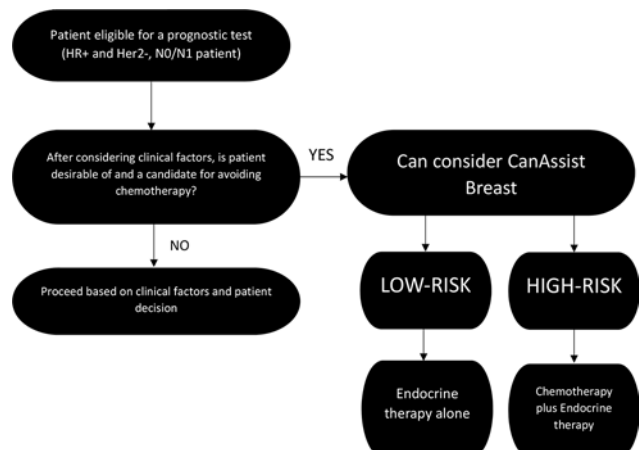 Patient eligible for a prognostic test
(HR+ and Her2-, N0/N1 patient)
After considering clinical factors, is patient
desirable of and a candidate for avoiding
chemotherapy?
YES
Can consider CanAssist
Breast
NO
Proceed based on clinical factors and patient
decision
LOW-RISK
HIGH-RISK
Endocrine
therapy alone
Chemotherapy
plus Endocrine
therapy